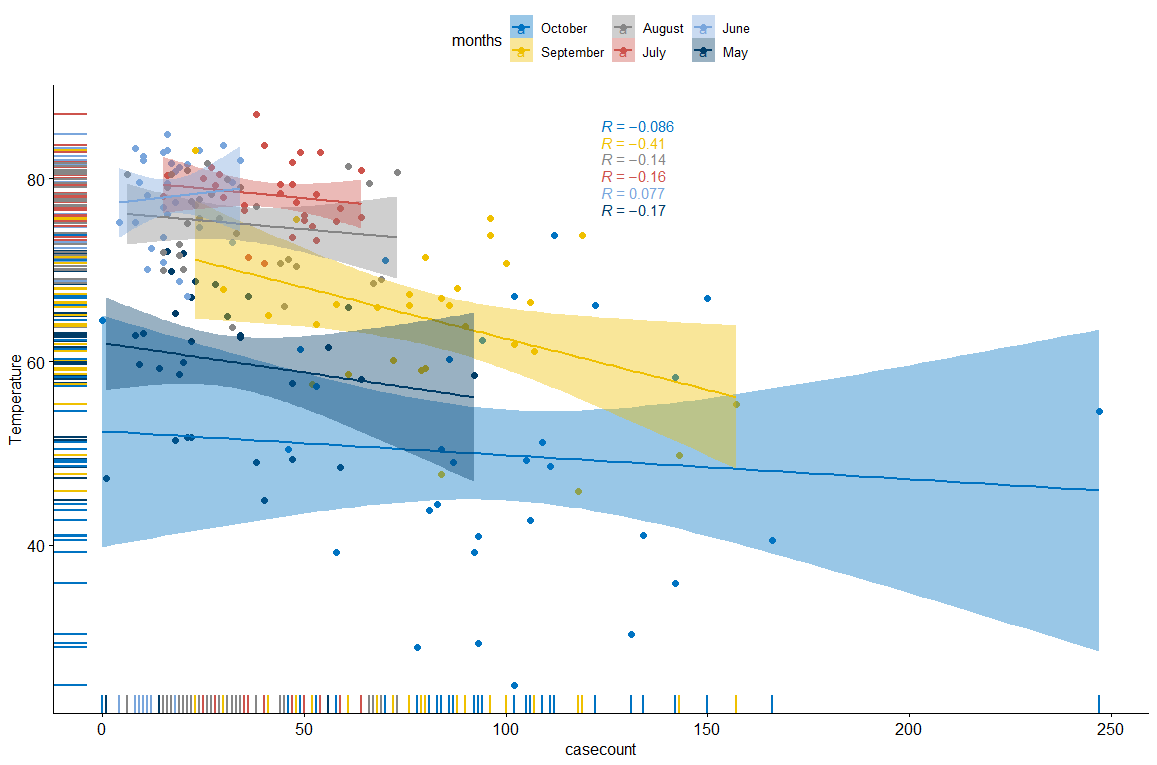 months
October August June
September July May
R = −0.086
R = −0.41
R = −0.14
R = −0.16
R = 0.077
R = −0.17
80
60
40
Temperature
0 50 100 150 200 250
casecount